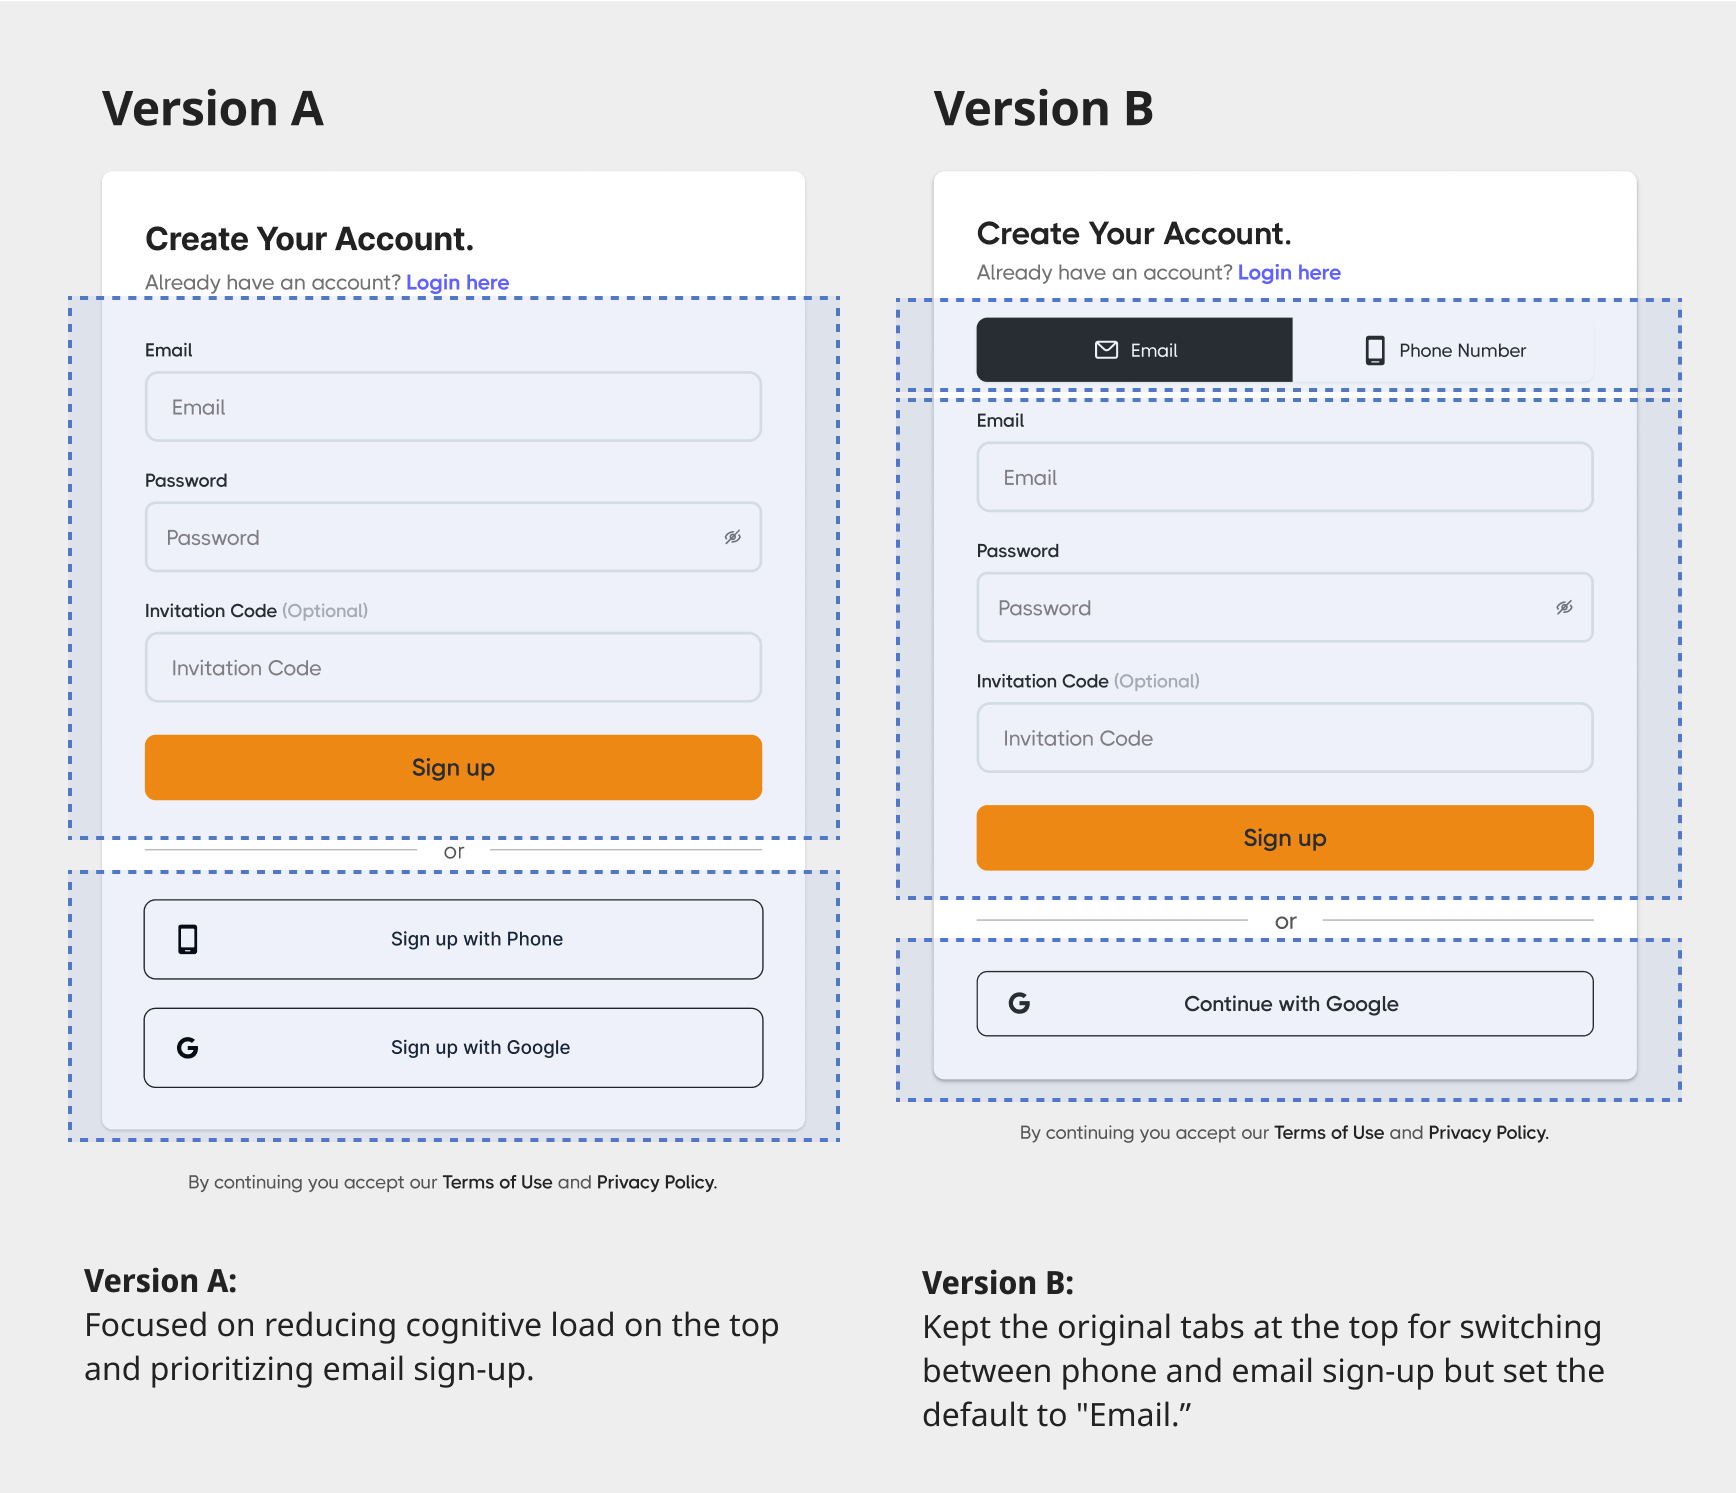 Version A
Create Your Account.
Already have an account? Login here
Email
Email
Password
Password
Invitation Code (Optional)
Invitation Code
Sign up
or
Sign up with Phone
G Sign up with Google
By continuing you accept our Terms of Use and Privacy Policy.
Version A:
Focused on reducing cognitive load on the top
and prioritizing email sign-up.
Version B
Create Your Account.
Already have an account? Login here
Email Phone Number
Email
Email
Password
Password
Invitation Code (Optional)
Invitation Code
Sign up
or
G Continue with Google
By continuing you accept our Terms of Use and Privacy Policy.
Version B:
Kept the original tabs at the top for switching
between phone and email sign-up but set the
default to "Email.”